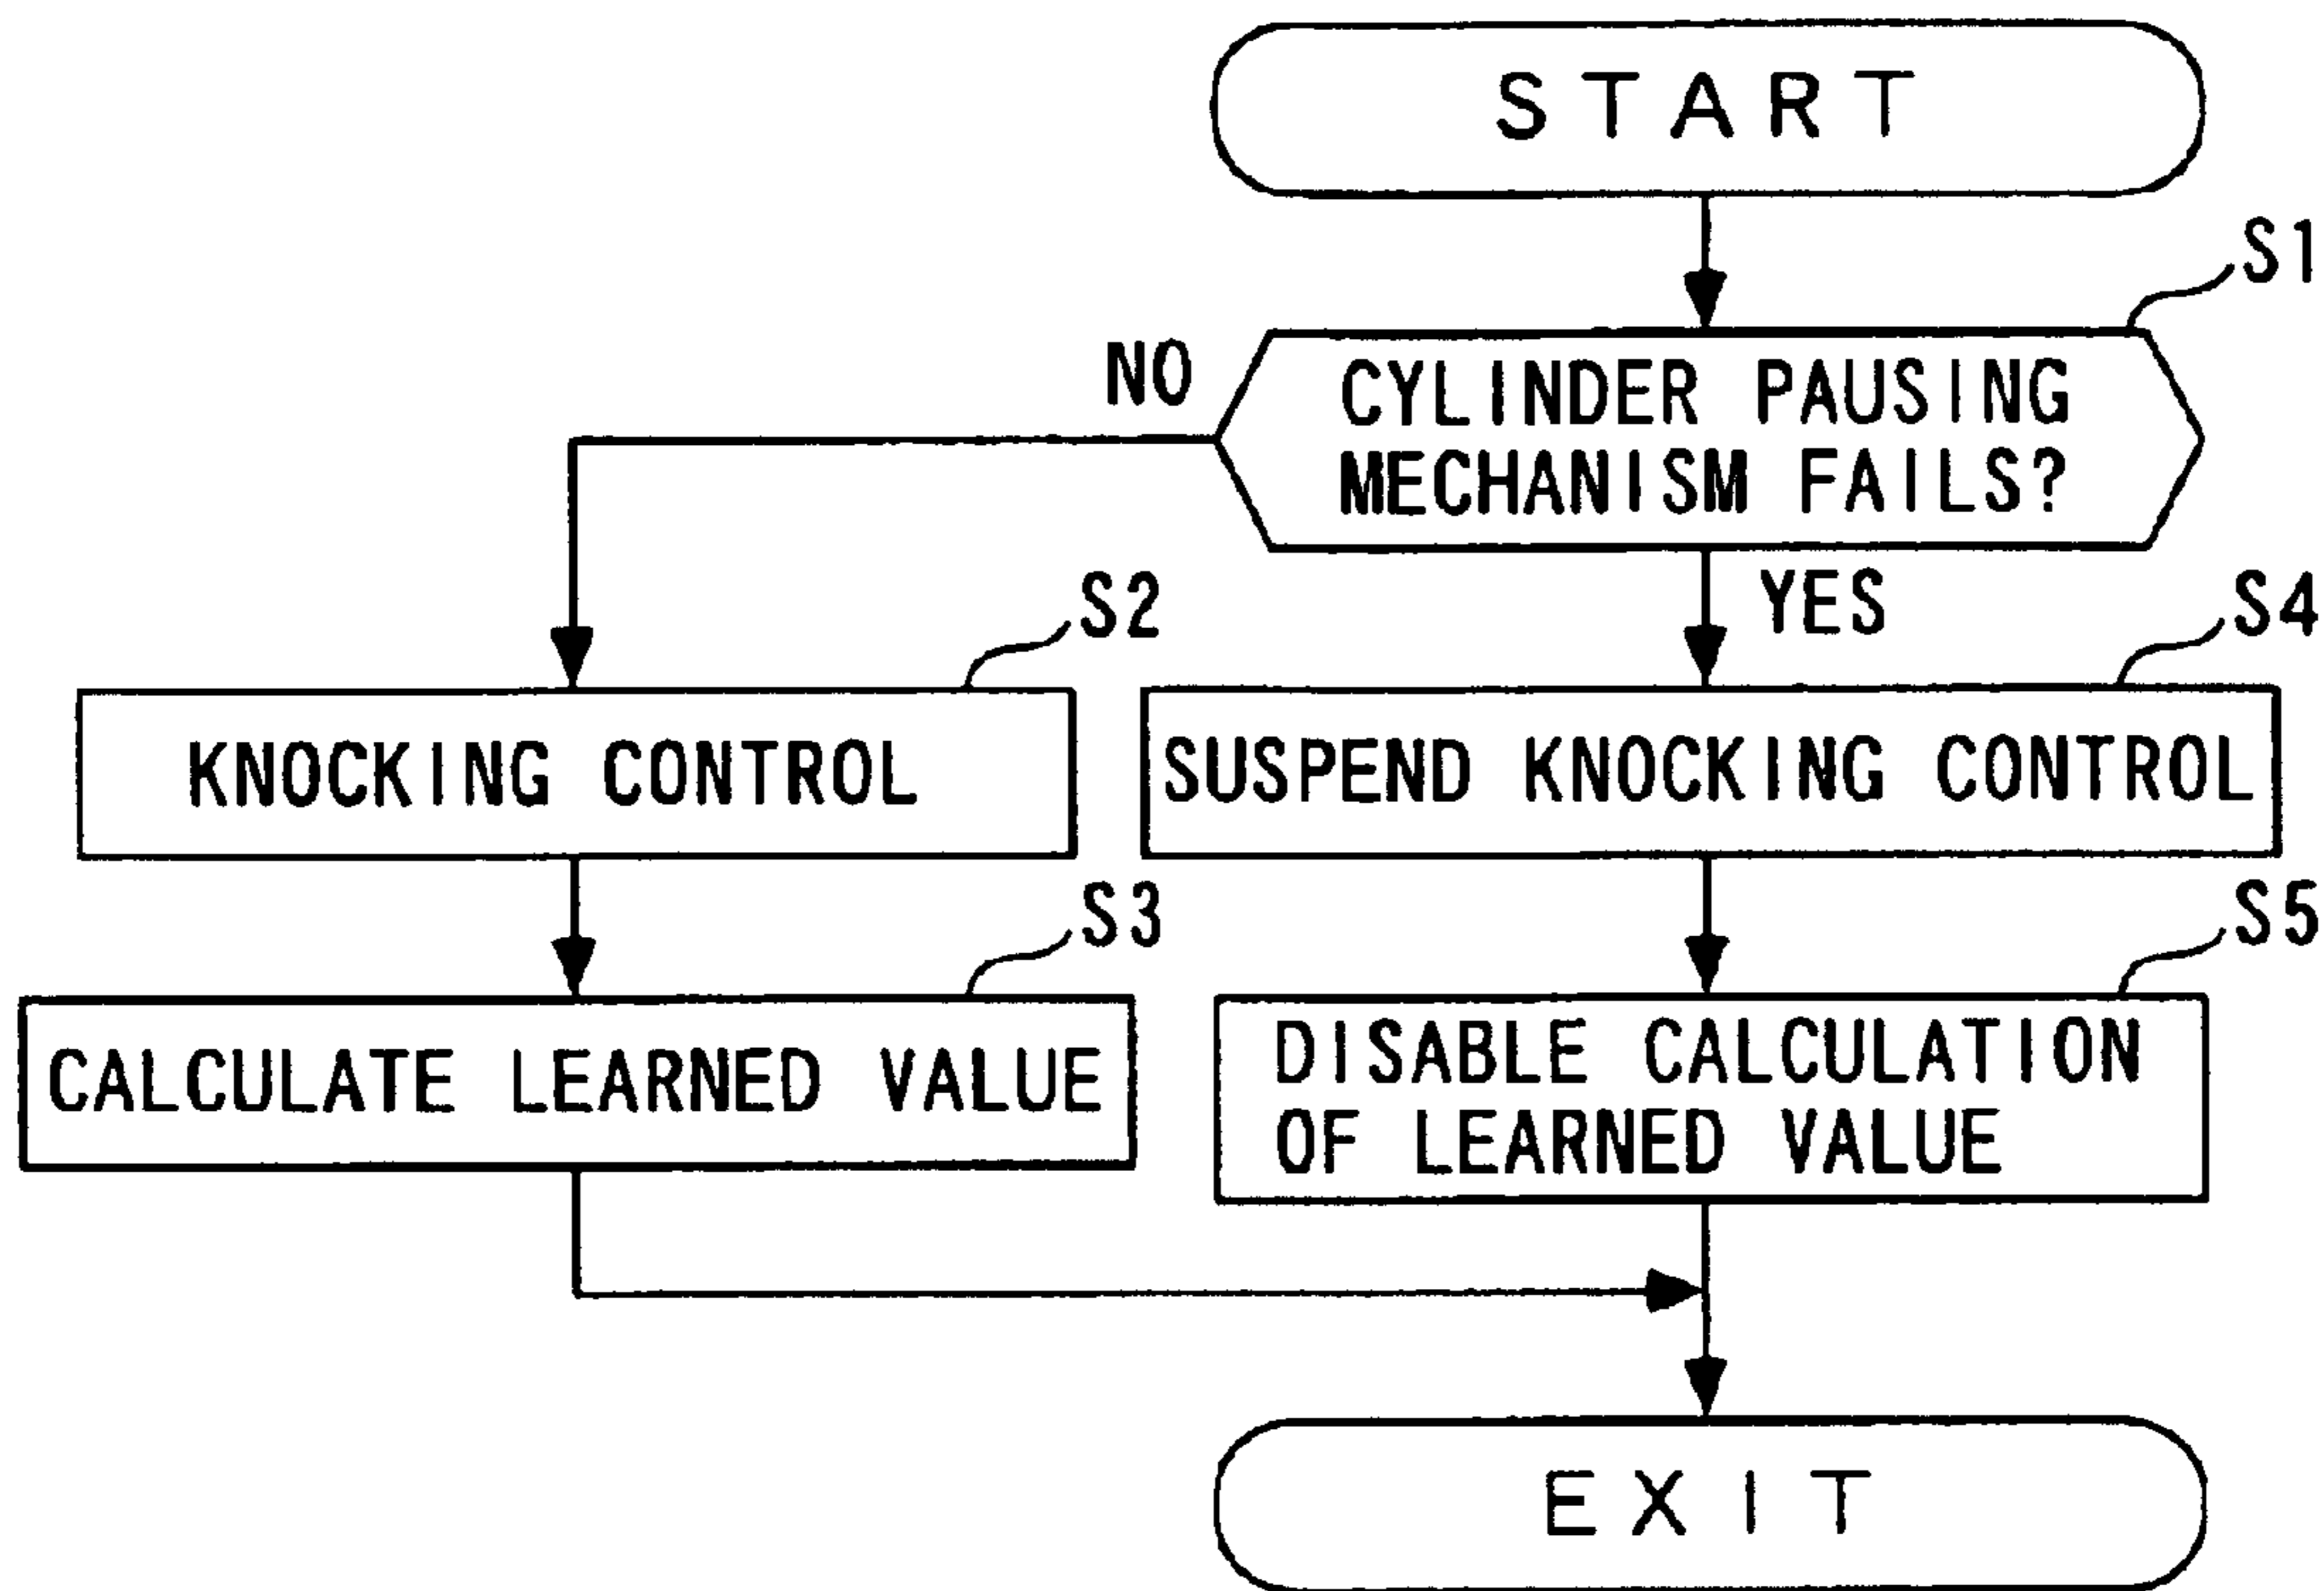 START
S1
NO
CYLINDER PAUSING
MECHANISM FAILS?
YES
S2
S4
KNOCKING CONTROL
SUSPEND KNOCKING CONTROL
S3
S5
CALCULATE LEARNED VALUE
DISABLE CALCULATION
OF LEARNED VALUE
EXIT